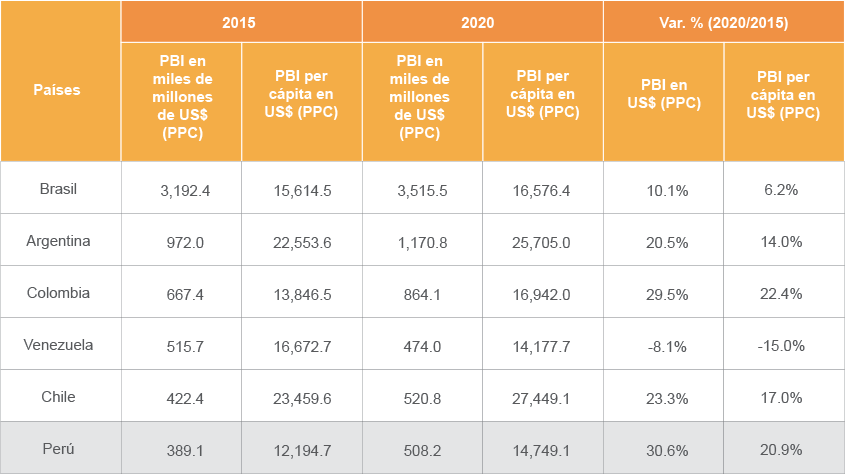 2015 2020 Var. % (2020/2015)
Países
PBI en
miles de
millones
de US$
(PPC)
PBI per
cápita en
US$ (PPC)
PBI en
miles de
millones
de US$
(PPC)
PBI per
cápita en
US$ (PPC)
PBI en
US$ (PPC)
PBI per
cápita en
US$ (PPC)
Brasil 3,192.4 15,614.5 3,515.5 16,576.4 10.1% 6.2%
Argentina 972.0 22,553.6 1,170.8 25,705.0 20.5% 14.0%
Colombia 667.4 13,846.5 864.1 16,942.0 29.5% 22.4%
Venezuela 515.7 16,672.7 474.0 14,177.7 -8.1% -15.0%
Chile 422.4 23,459.6 520.8 27,449.1 23.3% 17.0%
Perú 389.1 12,194.7 508.2 14,749.1 30.6% 20.9%